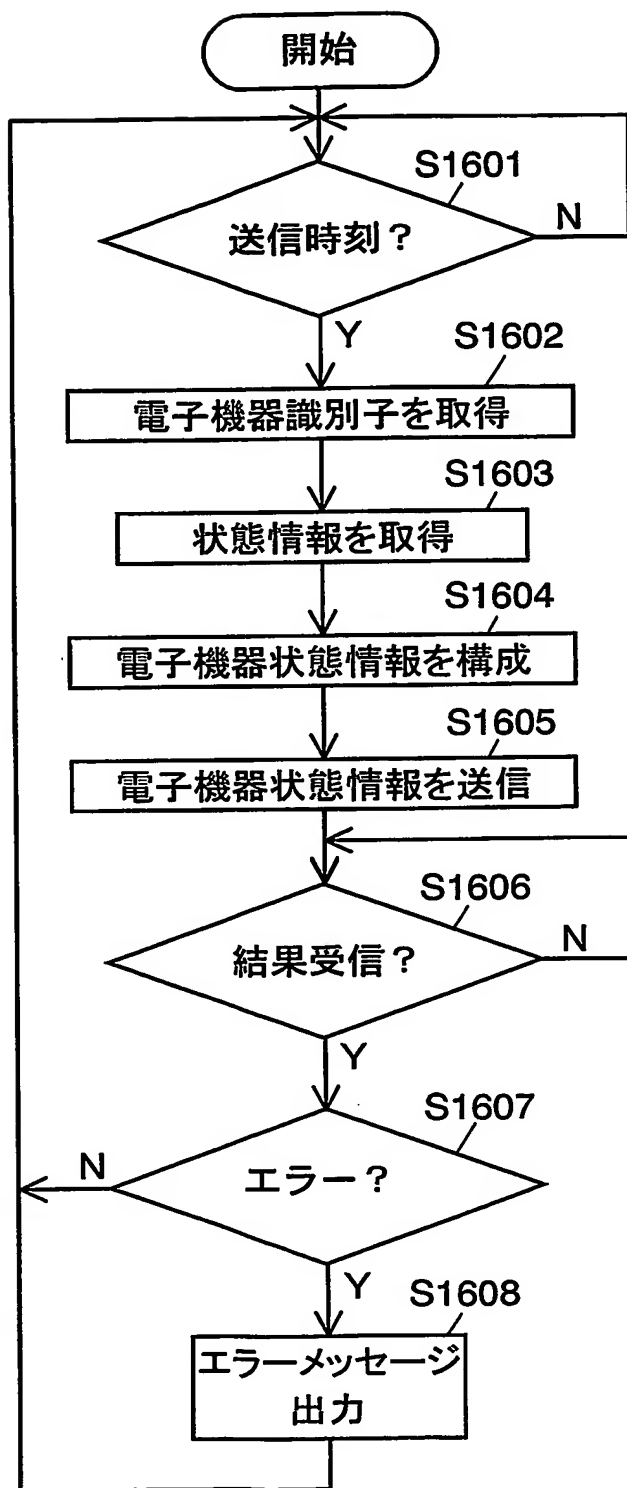 開始
S1601
送信時刻？
N
Y
S1602
電子機器識別子を取得
S1603
状態情報を取得
S1604
電子機器状態情報を構成
S1605
電子機器状態情報を送信
S1606
結果受信？
N
Y
S1607
エラー？
N
Y
S1608
エラーメッセージ
出力